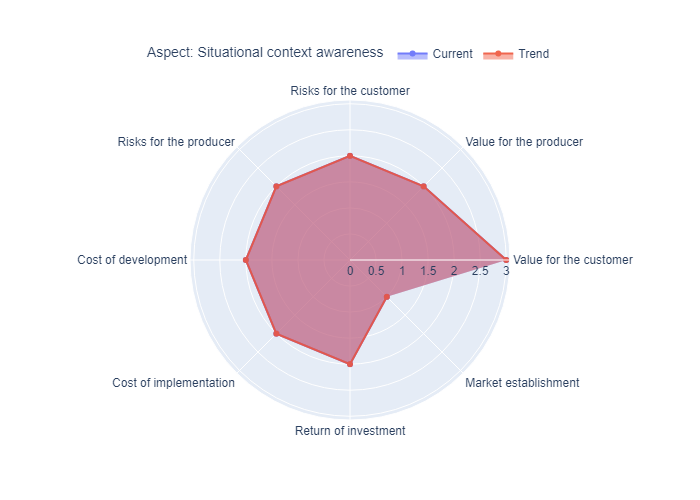 Aspect: Situational context awareness
Current
Trend
Risks for the customer
Risks for the producer
Value for the producer
Cost of development
Value for the customer
0 0.5 1 1.5 2 2.5 3
Cost of implementation
Market establishment
Return of investment